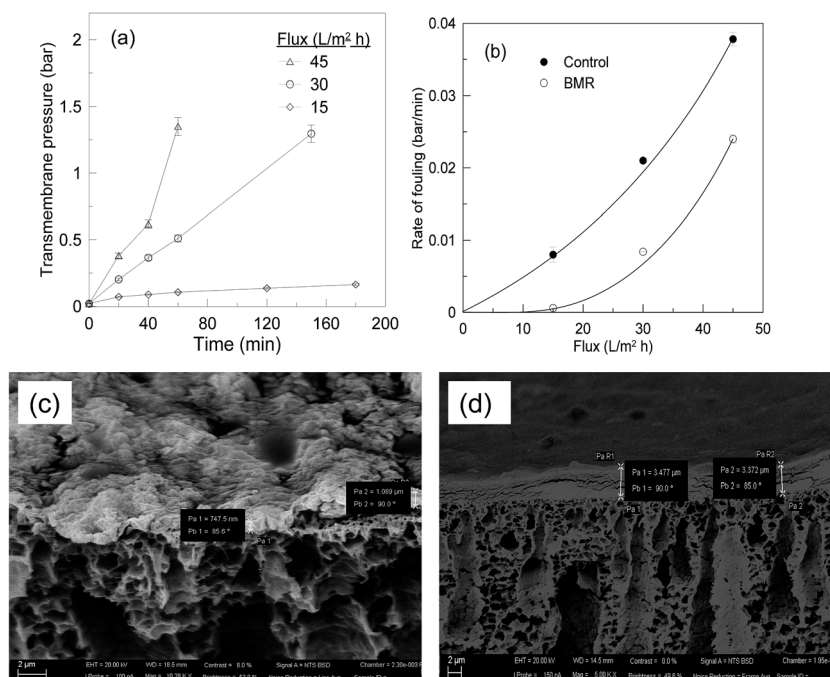 (a)
Flux (L/m² h)
45
30
15
Transmembrane pressure (bar)
2
1.5
1
0.5
0
0 40 80 120 160 200
Time (min)
(b)
Control
BMR
Rate of fouling (bar/min)
0.04
0.03
0.02
0.01
0
0 10 20 30 40 50
Flux (L/m² h)
(c)
Pa 2 = 1.089 µm
Pb 2 = 90.0 °
Pa 1 = 747.5 nm
Pb 1 = 85.6 °
Pa 1
2 µm
EHT = 20.00 kV WD = 18.5 mm Contrast = 8.0 % Signal A = NTS BSD
(d)
Pa R1
Pa R2
Pa 1 = 3.477 µm
Pb 1 = 90.0 °
Pa 2 = 3.372 µm
Pb 2 = 85.0 °
Pa 1
Pa 2
2 µm
EHT = 20.00 kV WD = 14.5 mm Contrast = 0.0 % Signal A = NTS BSD